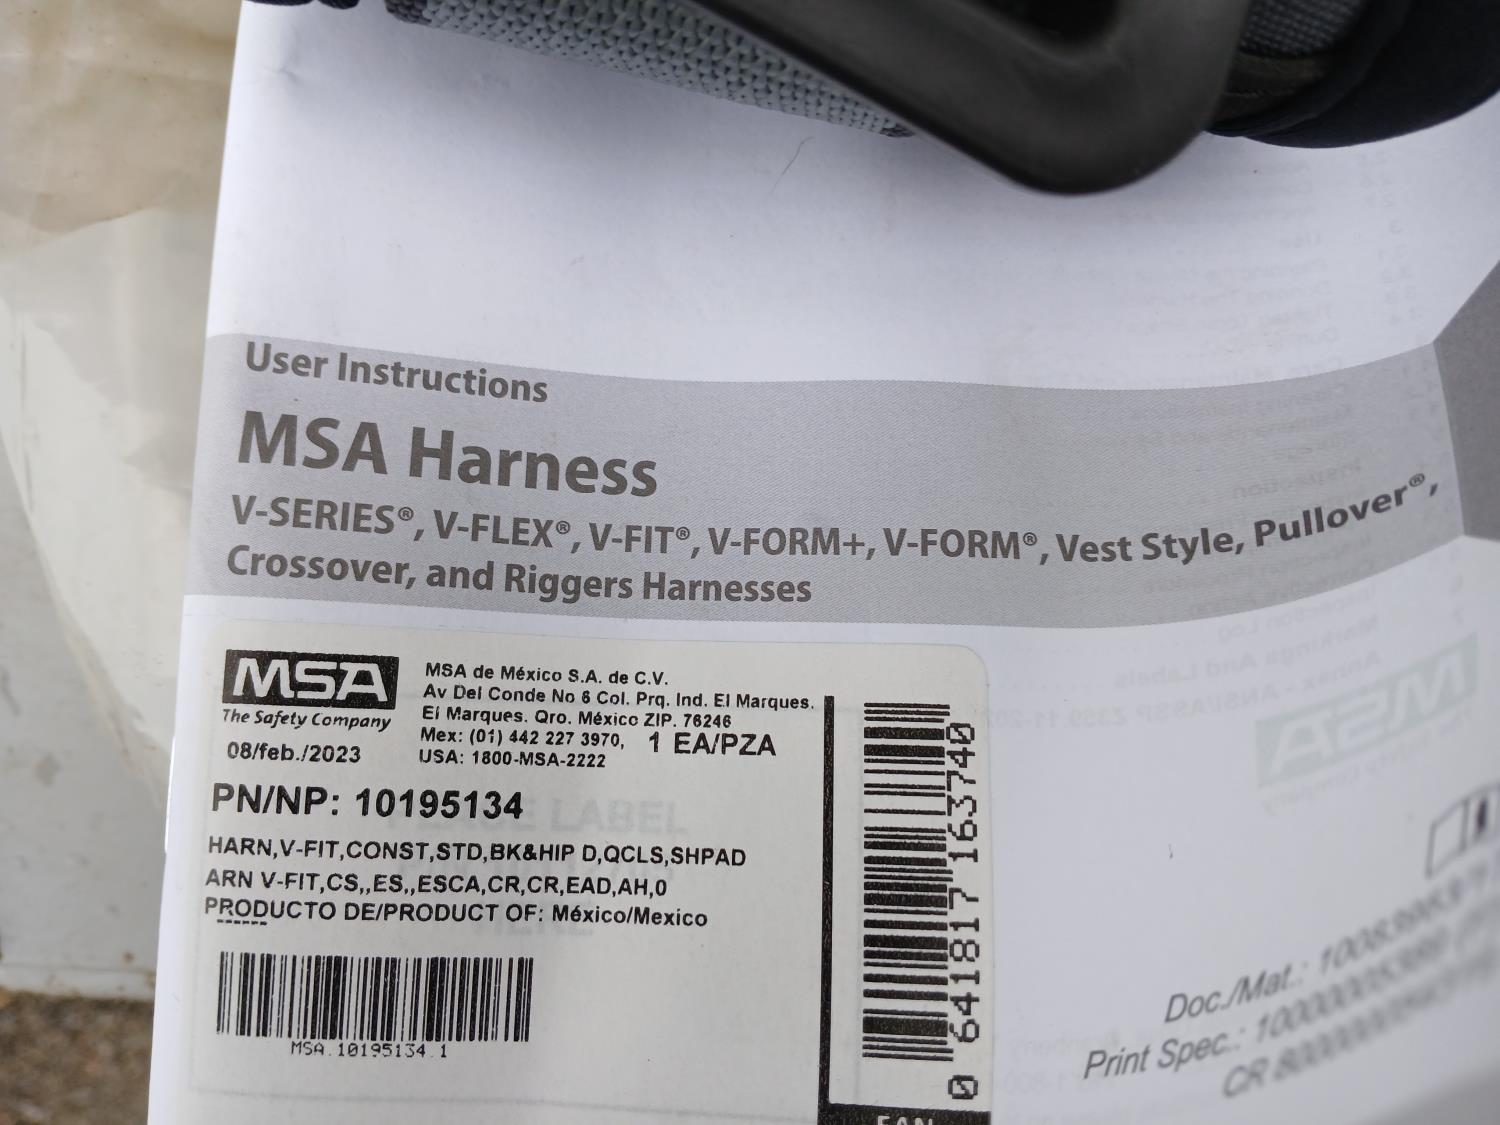 User Instructions
MSA Harness
V-SERIES®, V-FLEX®, V-FIT®, V-FORM+, V-FORM®, Vest Style, Pullover®,
Crossover, and Riggers Harnesses
MSA
The Safety Company
08/feb./2023
MSA de México S.A. de C.V.
Av Del Conde No 6 Col. Prq. Ind. El Marques.
El Marques. Qro. México ZIP. 76246
Mex: (01) 442 227 3970,
USA: 1800-MSA-2222
1 EA/PZA
PN/NP: 10195134
HARN,V-FIT,CONST,STD,BK&HIP D,QCLS,SHPAD
ARN V-FIT,CS,,ES,,ESCA,CR,CR,EAD,AH,0
PRODUCTO DE/PRODUCT OF: México/Mexico
MSA.10195134.1
0 641817 163740
EAN
Doc./Mat.:
Print Spec.:
CR